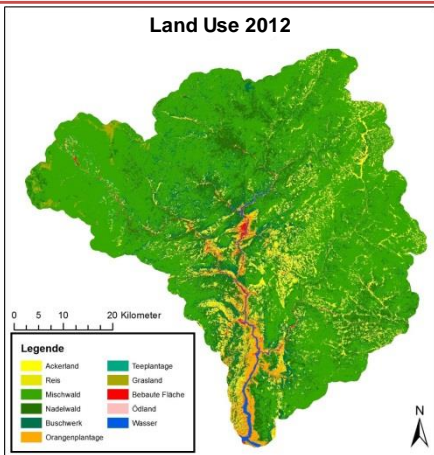 Land Use 2012
0 5 10 20 Kilometer
Legende
Ackerland
Reis
Mischwald
Nadelwald
Buschwerk
Orangenplantage
Teeplantage
Grasland
Bebaute Fläche
Ödland
Wasser
N